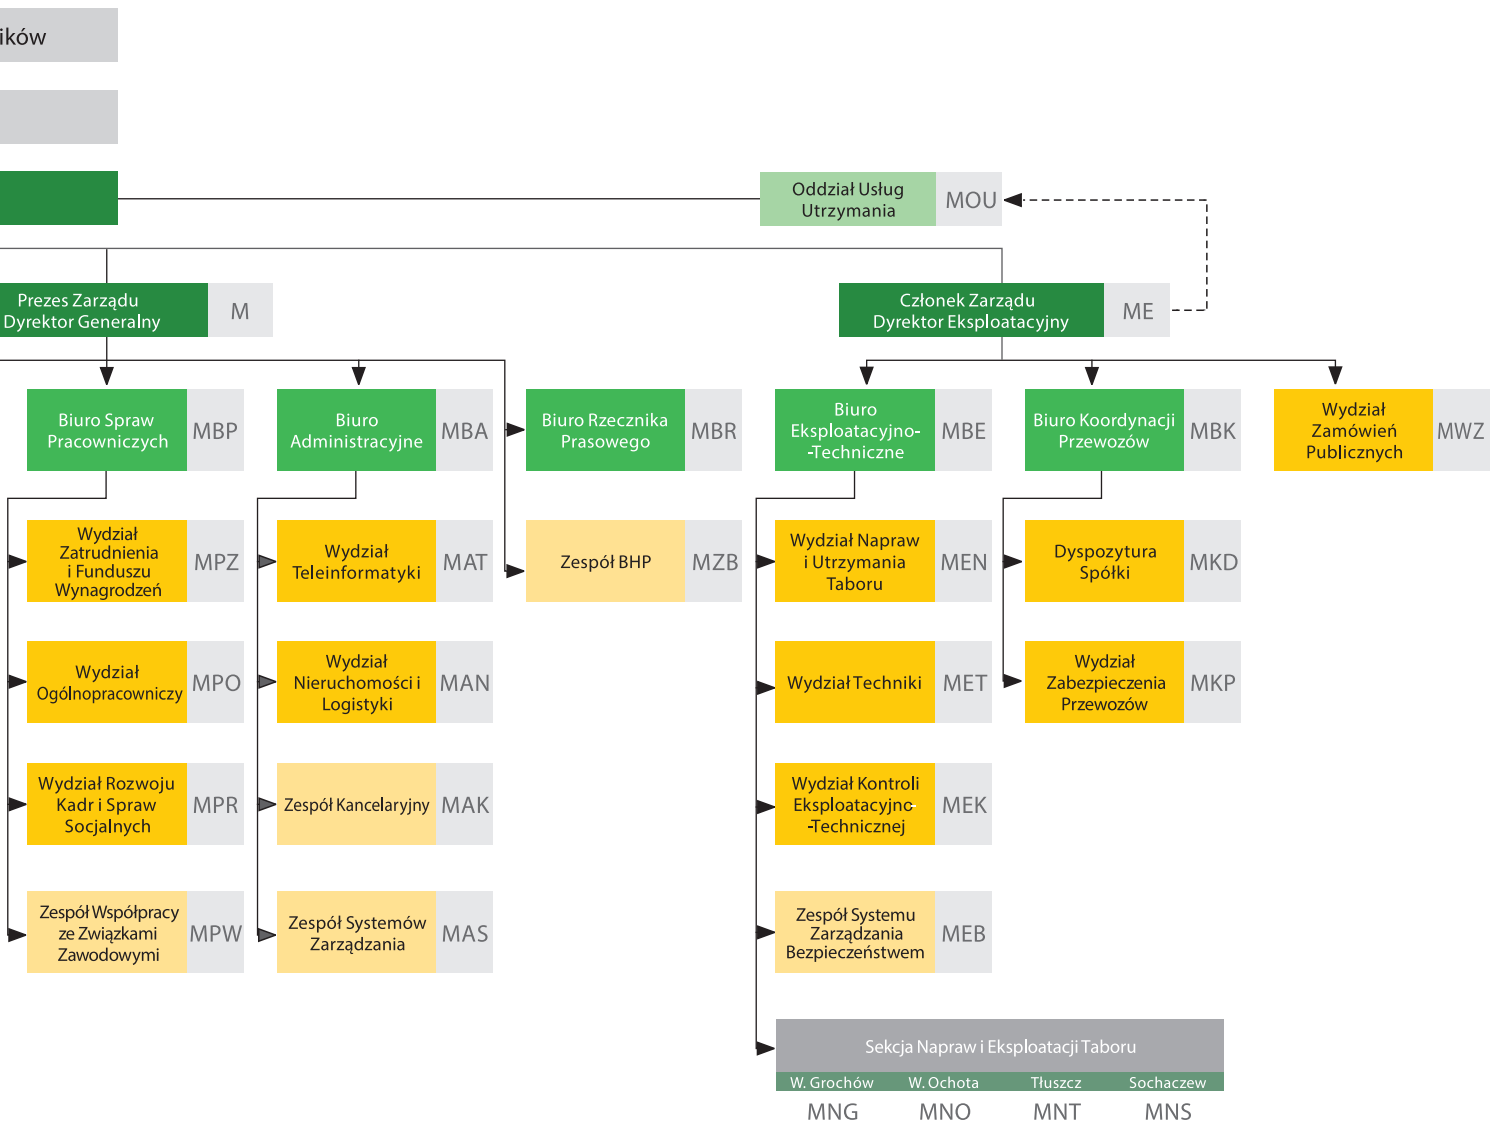 ików
Oddział Usług
Utrzymania
MOU
Prezes Zarządu
Dyrektor Generalny
M
Członek Zarządu
Dyrektor Eksploatacyjny
ME
Biuro Spraw
Pracowniczych
MBP
Biuro
Administracyjne
MBA
Biuro Rzecznika
Prasowego
MBR
Biuro
Eksploatacyjno-
-Techniczne
MBE
Biuro Koordynacji
Przewozów
MBK
Wydział
Zamówień
Publicznych
MWZ
Wydział
Zatrudnienia
i Funduszu
Wynagrodzeń
MPZ
Wydział
Teleinformatyki
MAT
Zespół BHP
MZB
Wydział Napraw
i Utrzymania
Taboru
MEN
Dyspozytura
Spółki
MKD
Wydział
Ogólnopracowniczy
MPO
Wydział
Nieruchomości i
Logistyki
MAN
Wydział Techniki
MET
Wydział
Zabezpieczenia
Przewozów
MKP
Wydział Rozwoju
Kadr i Spraw
Socjalnych
MPR
Zespół Kancelaryjny
MAK
Wydział Kontroli
Eksploatacyjno-
-Technicznej
MEK
Zespół Współpracy
ze Związkami
Zawodowymi
MPW
Zespół Systemów
Zarządzania
MAS
Zespół Systemu
Zarządzania
Bezpieczeństwem
MEB
Sekcja Napraw i Eksploatacji Taboru
W. Grochów
W. Ochota
Tłuszcz
Sochaczew
MNG
MNO
MNT
MNS